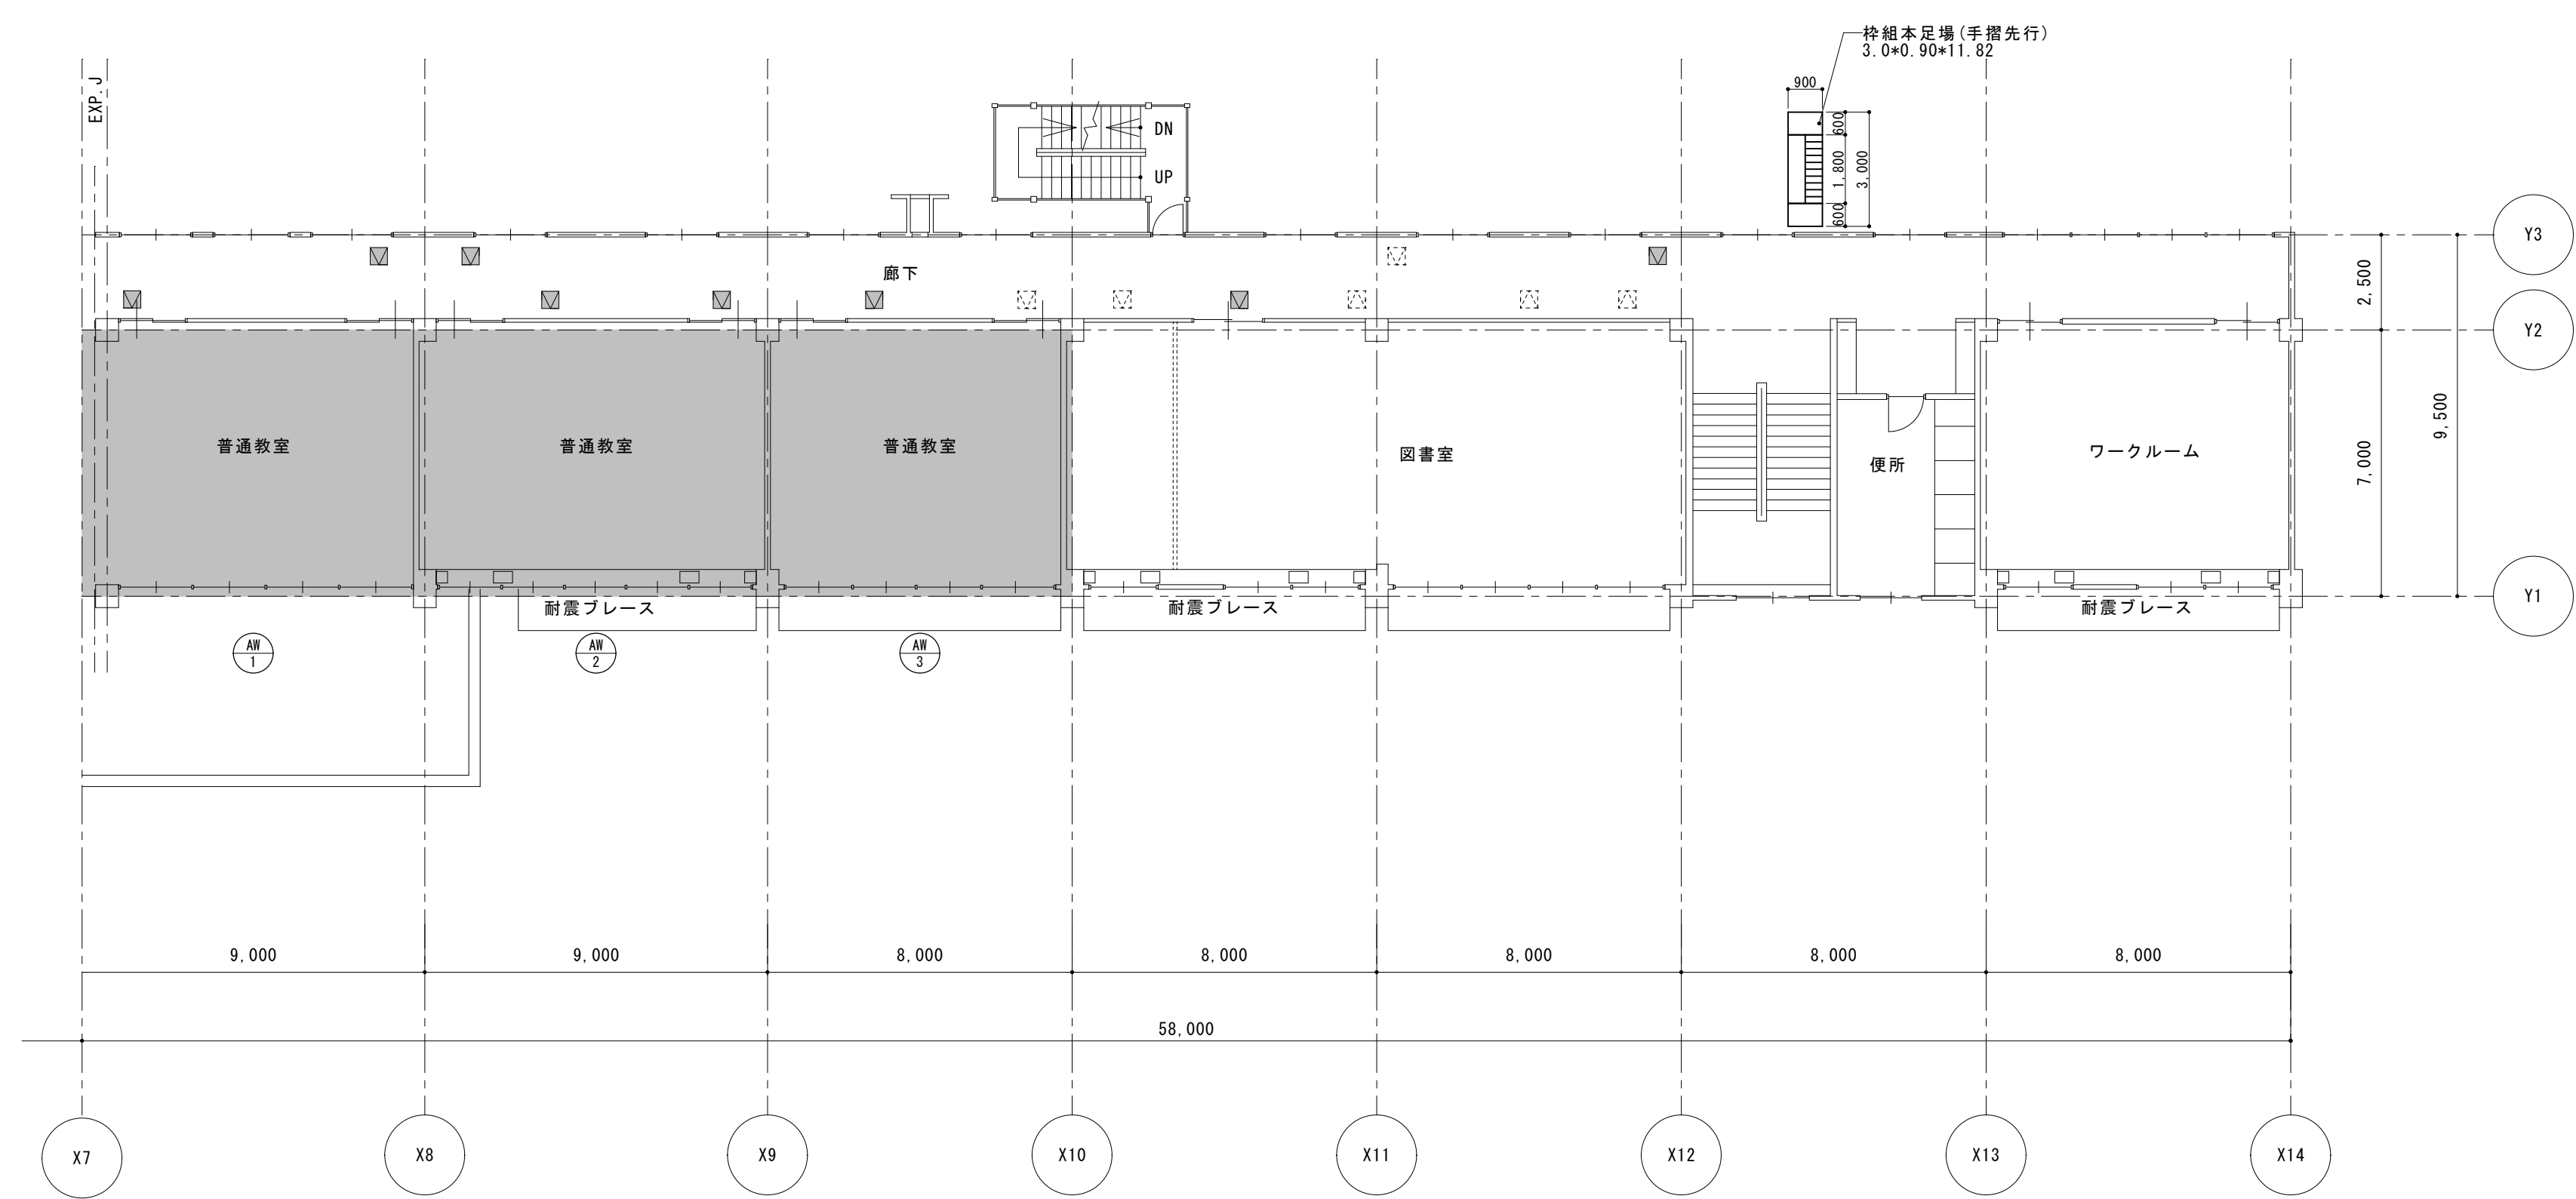 枠組本足場(手摺先行)
3.0*0.90*11.82
EXP.J
900
600
1,800
3,000
600
DN
UP
Y3
廊下
2,500
Y2
9,500
7,000
普通教室
普通教室
普通教室
図書室
便所
ワークルーム
Y1
耐震ブレース
耐震ブレース
耐震ブレース
AW
1
AW
2
AW
3
9,000
9,000
8,000
8,000
8,000
8,000
8,000
58,000
X7
X8
X9
X10
X11
X12
X13
X14